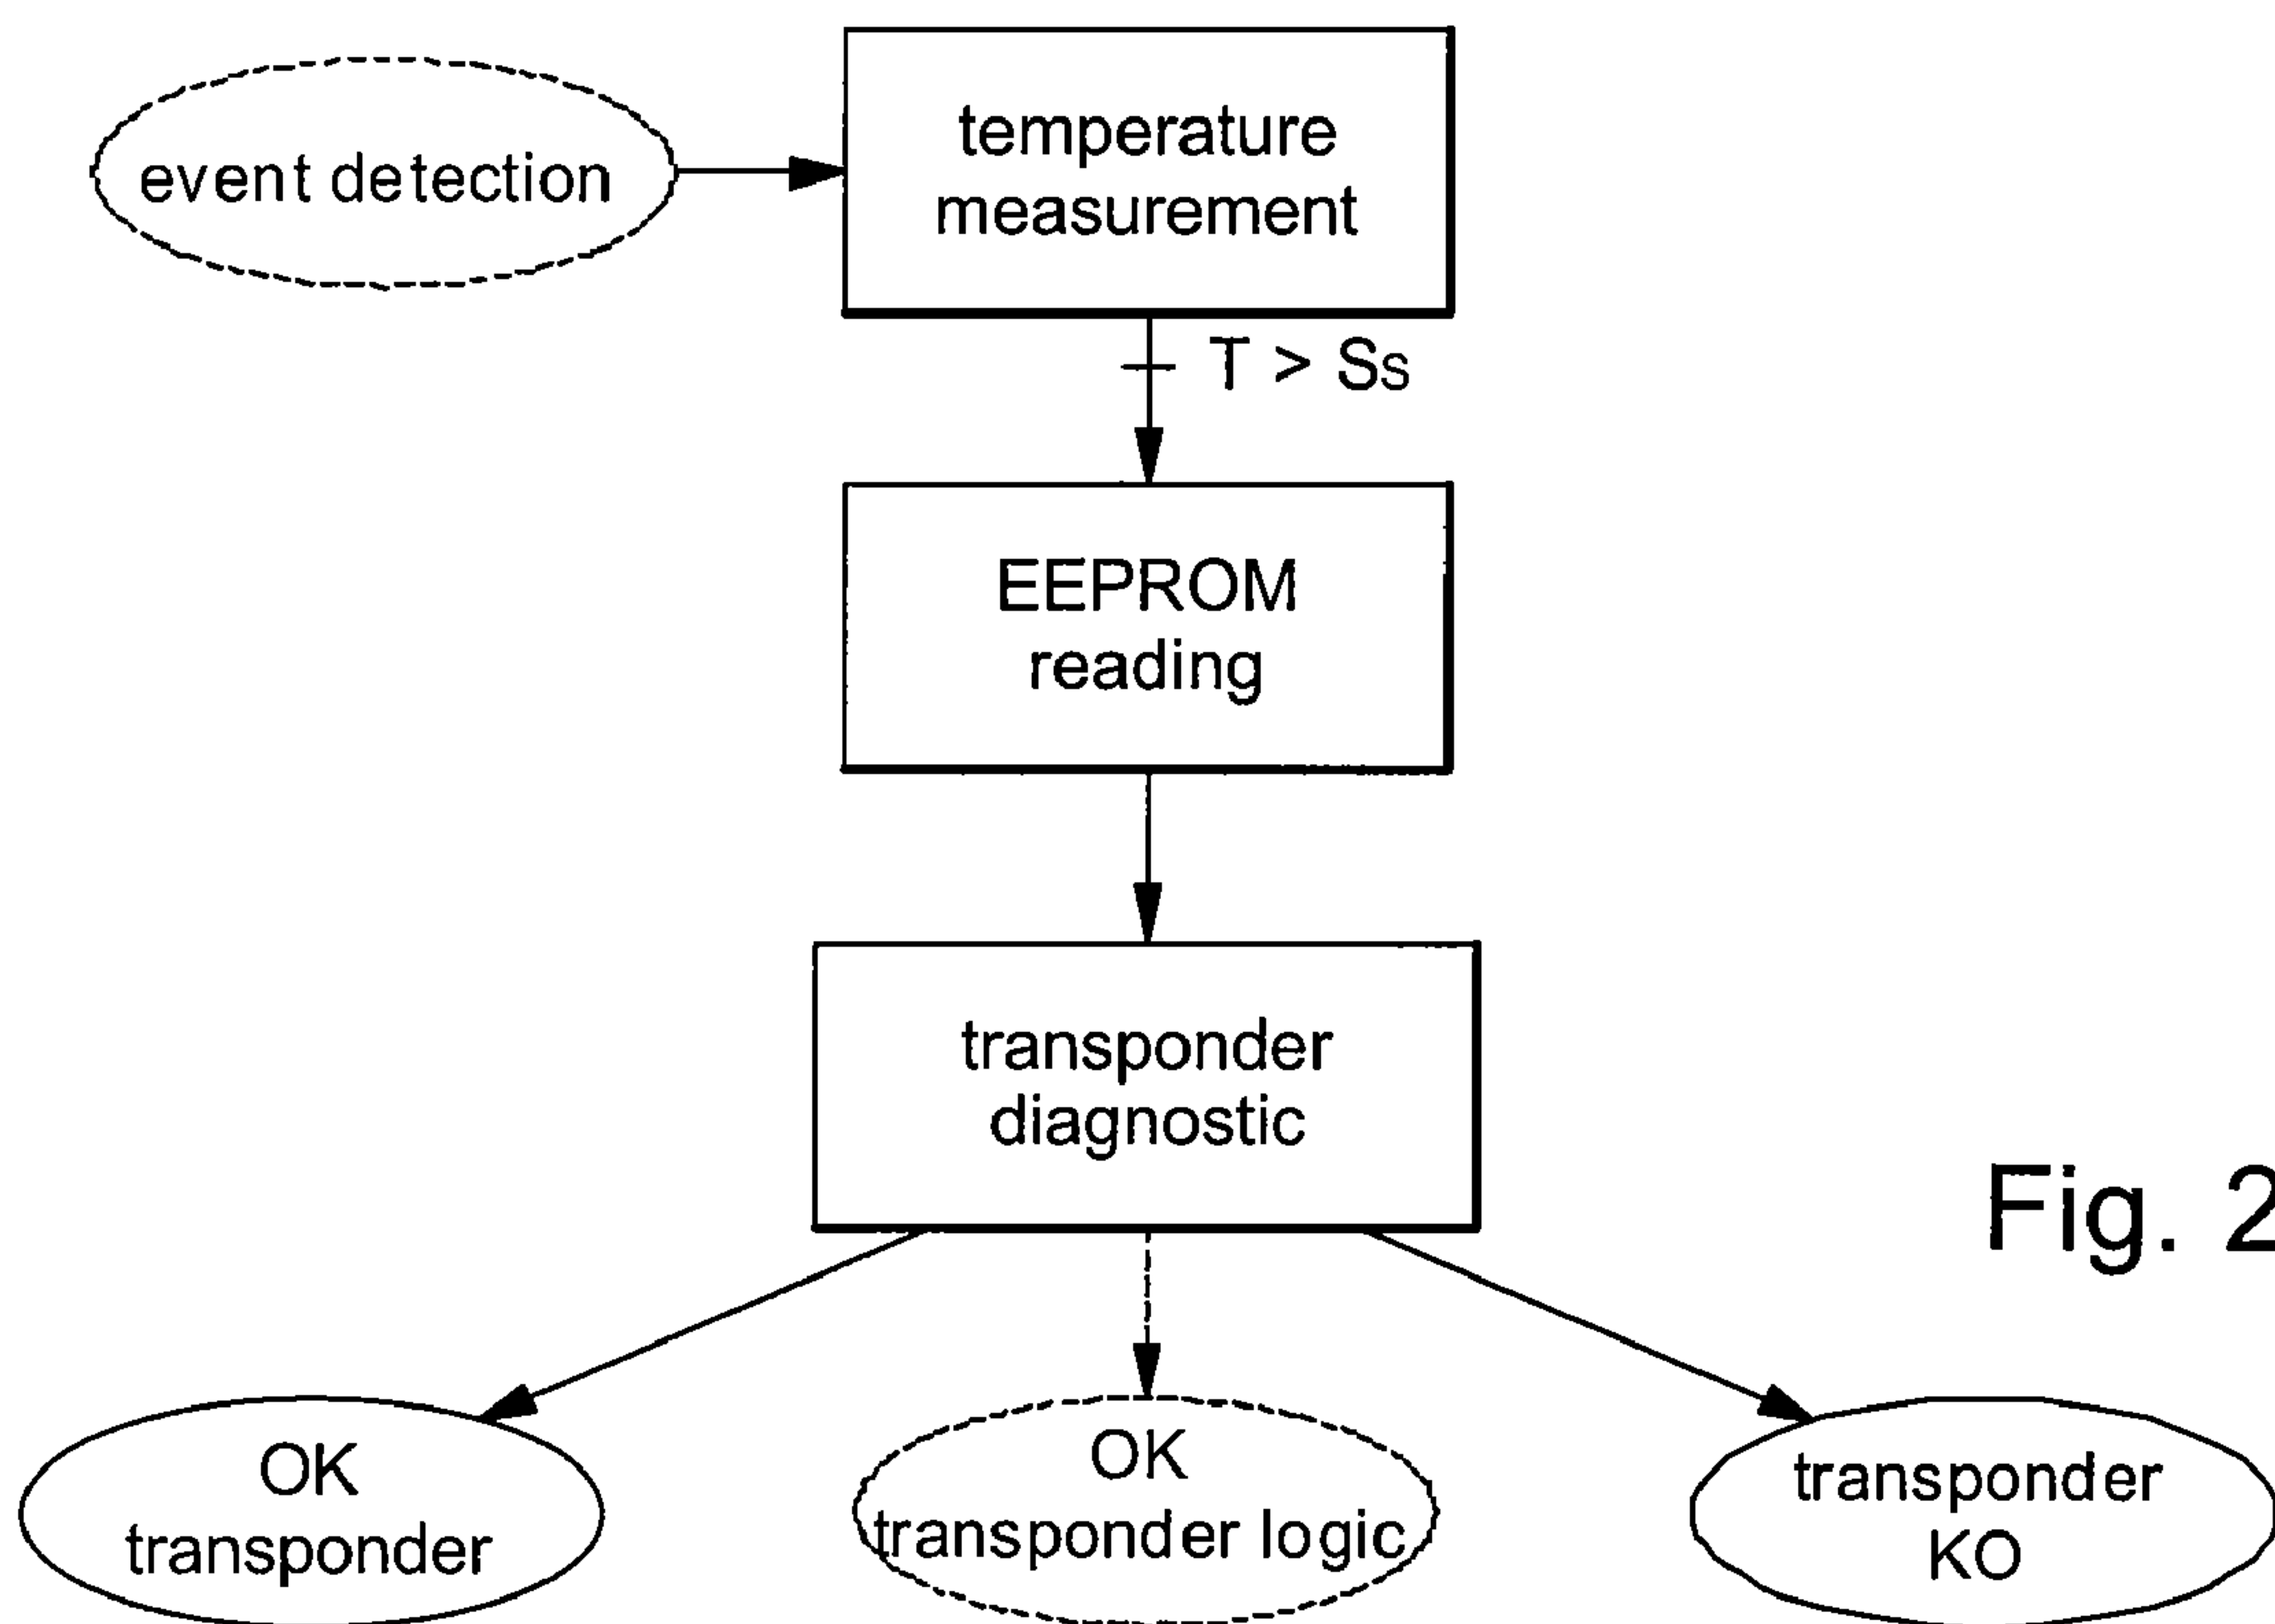 event detection
temperature
measurement
T > Ss
EEPROM
reading
transponder
diagnostic
Fig. 2
OK
transponder
OK
transponder logic
transponder
KO